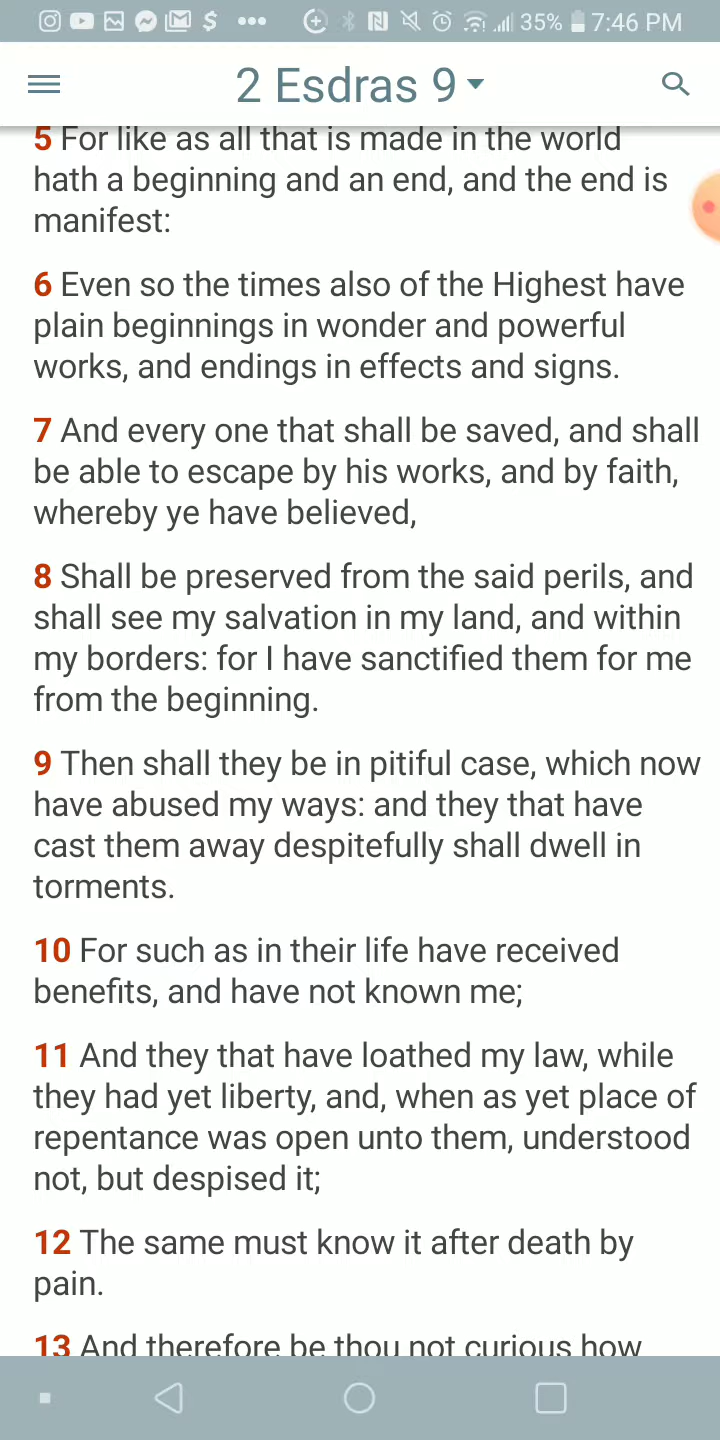 35% 7:46 PM
2 Esdras 9
5 For like as all that is made in the world
hath a beginning and an end, and the end is
manifest:
6 Even so the times also of the Highest have
plain beginnings in wonder and powerful
works, and endings in effects and signs.
7 And every one that shall be saved, and shall
be able to escape by his works, and by faith,
whereby ye have believed,
8 Shall be preserved from the said perils, and
shall see my salvation in my land, and within
my borders: for I have sanctified them for me
from the beginning.
9 Then shall they be in pitiful case, which now
have abused my ways: and they that have
cast them away despitefully shall dwell in
torments.
10 For such as in their life have received
benefits, and have not known me;
11 And they that have loathed my law, while
they had yet liberty, and, when as yet place of
repentance was open unto them, understood
not, but despised it;
12 The same must know it after death by
pain.
13 And therefore be thou not curious how